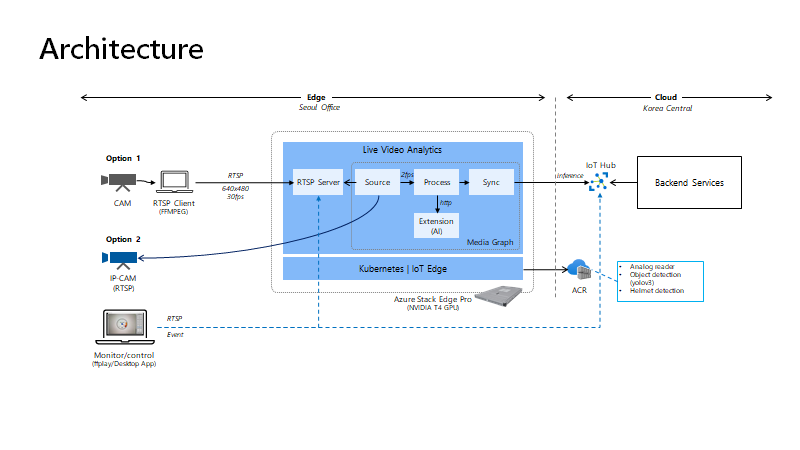 Architecture
Edge
Seoul Office
Cloud
Korea Central
Option 1
CAM
RTSP Client
(FFMPEG)
RTSP
640x480
30fps
Live Video Analytics
RTSP Server
Source
2fps
Process
Sync
http
Extension
(AI)
Media Graph
inference
IoT Hub
Backend Services
Option 2
IP-CAM
(RTSP)
Kubernetes | IoT Edge
ACR
• Analog reader
• Object detection
(yolov3)
• Helmet detection
Azure Stack Edge Pro
(NVIDIA T4 GPU)
RTSP
Event
Monitor/control
(ffplay/Desktop App)